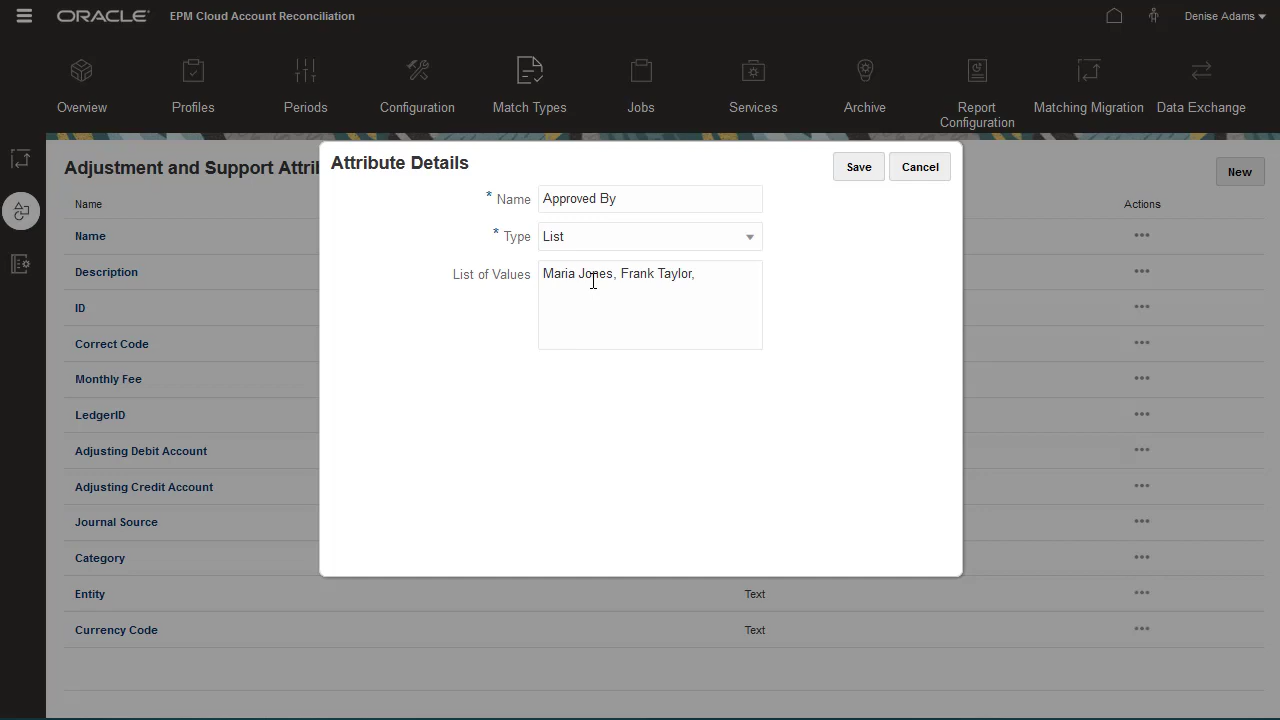 ORACLE EPM Cloud Account Reconciliation Denise Adams
Overview Profiles Periods Configuration Match Types Jobs Services Archive Report Configuration Matching Migration Data Exchange
Adjustment and Support Attri
New
Name Actions
Name
Description
ID
Correct Code
Monthly Fee
LedgerID
Adjusting Debit Account
Adjusting Credit Account
Journal Source
Category
Entity Text
Currency Code Text
Attribute Details
Save Cancel
* Name Approved By
* Type List
List of Values Maria Jones, Frank Taylor,